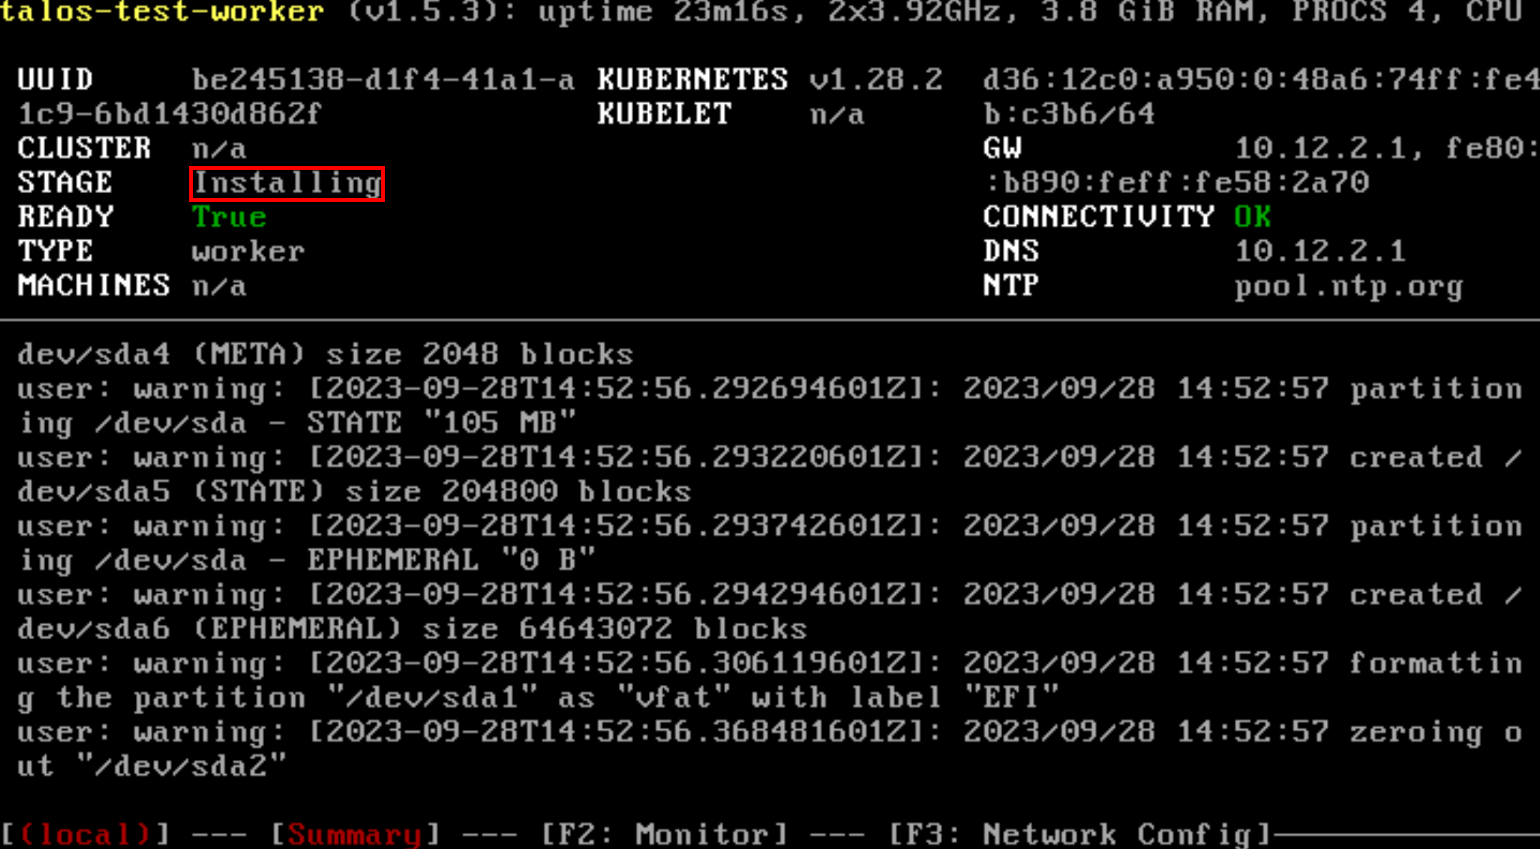 talos-test-worker (v1.5.3): uptime 23m16s, 2x3.92GHz, 3.8 GiB RAM, PROCS 4, CPU
UUID be245138-d1f4-41a1-a KUBERNETES v1.28.2 d36:12c0:a950:0:48a6:74ff:fe4
1c9-6bd1430d862f KUBELET n/a b:c3b6/64
CLUSTER n/a GW 10.12.2.1, fe80:
STAGE Installing :b890:feff:fe58:2a70
READY True CONNECTIVITY OK
TYPE worker DNS 10.12.2.1
MACHINES n/a NTP pool.ntp.org
dev/sda4 (META) size 2048 blocks
user: warning: [2023-09-28T14:52:56.292694601Z]: 2023/09/28 14:52:57 partition
ing /dev/sda - STATE "105 MB"
user: warning: [2023-09-28T14:52:56.293220601Z]: 2023/09/28 14:52:57 created /
dev/sda5 (STATE) size 204800 blocks
user: warning: [2023-09-28T14:52:56.293742601Z]: 2023/09/28 14:52:57 partition
ing /dev/sda - EPHEMERAL "0 B"
user: warning: [2023-09-28T14:52:56.294294601Z]: 2023/09/28 14:52:57 created /
dev/sda6 (EPHEMERAL) size 64643072 blocks
user: warning: [2023-09-28T14:52:56.306119601Z]: 2023/09/28 14:52:57 formattin
g the partition "/dev/sda1" as "vfat" with label "EFI"
user: warning: [2023-09-28T14:52:56.368481601Z]: 2023/09/28 14:52:57 zeroing o
ut "/dev/sda2"
[(local)] --- [Summary] --- [F2: Monitor] --- [F3: Network Config]